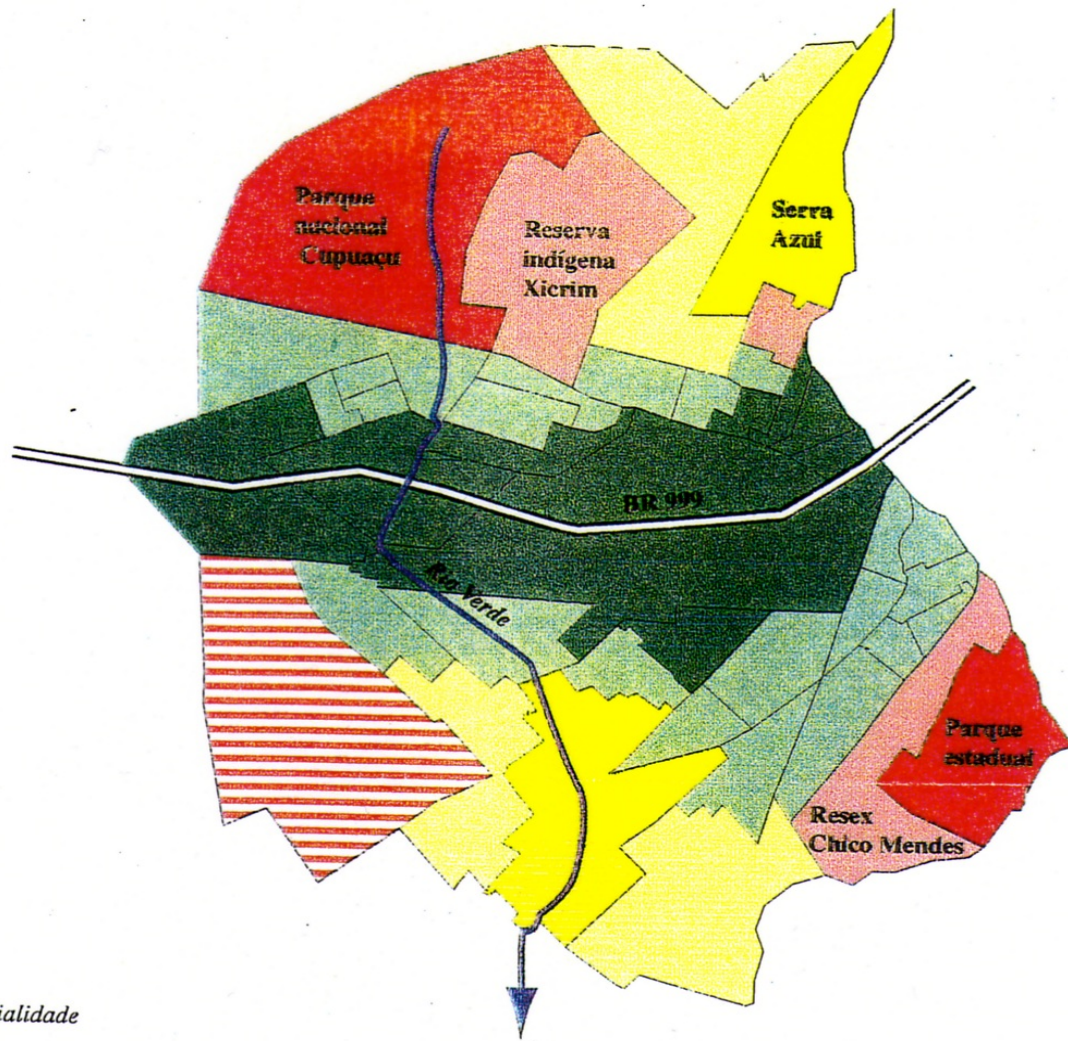 Parque
nacional
Cupuaçu
Reserva
indígena
Xicrim
Serra
Azul
BR 999
Rio Verde
Parque
estadual
Resex
Chico Mendes
ialidade